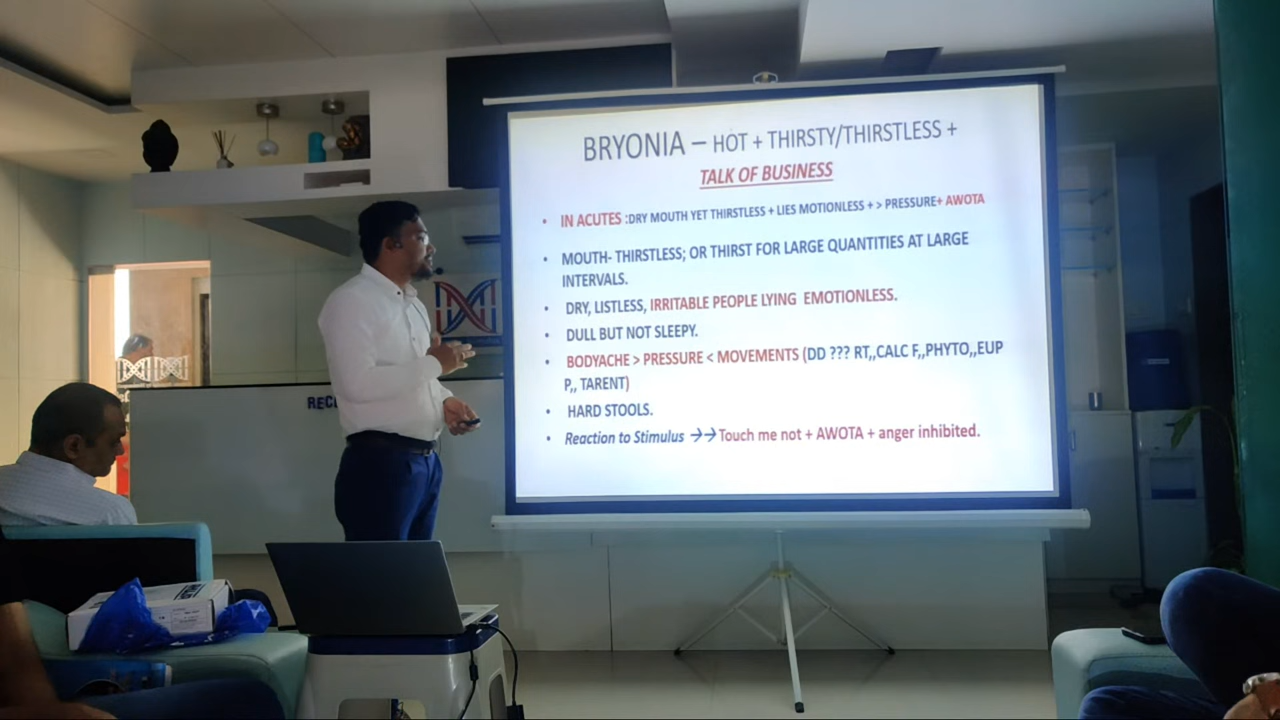 BRYONIA – HOT + THIRSTY/THIRSTLESS +
TALK OF BUSINESS
• IN ACUTES :DRY MOUTH YET THIRSTLESS + LIES MOTIONLESS + > PRESSURE+ AWOTA
• MOUTH- THIRSTLESS; OR THIRST FOR LARGE QUANTITIES AT LARGE
INTERVALS.
• DRY, LISTLESS, IRRITABLE PEOPLE LYING EMOTIONLESS.
• DULL BUT NOT SLEEPY.
• BODYACHE > PRESSURE < MOVEMENTS (DD ??? RT,,CALC F,,PHYTO,,EUP
P,, TARENT)
• HARD STOOLS.
• Reaction to Stimulus →→Touch me not + AWOTA + anger inhibited.